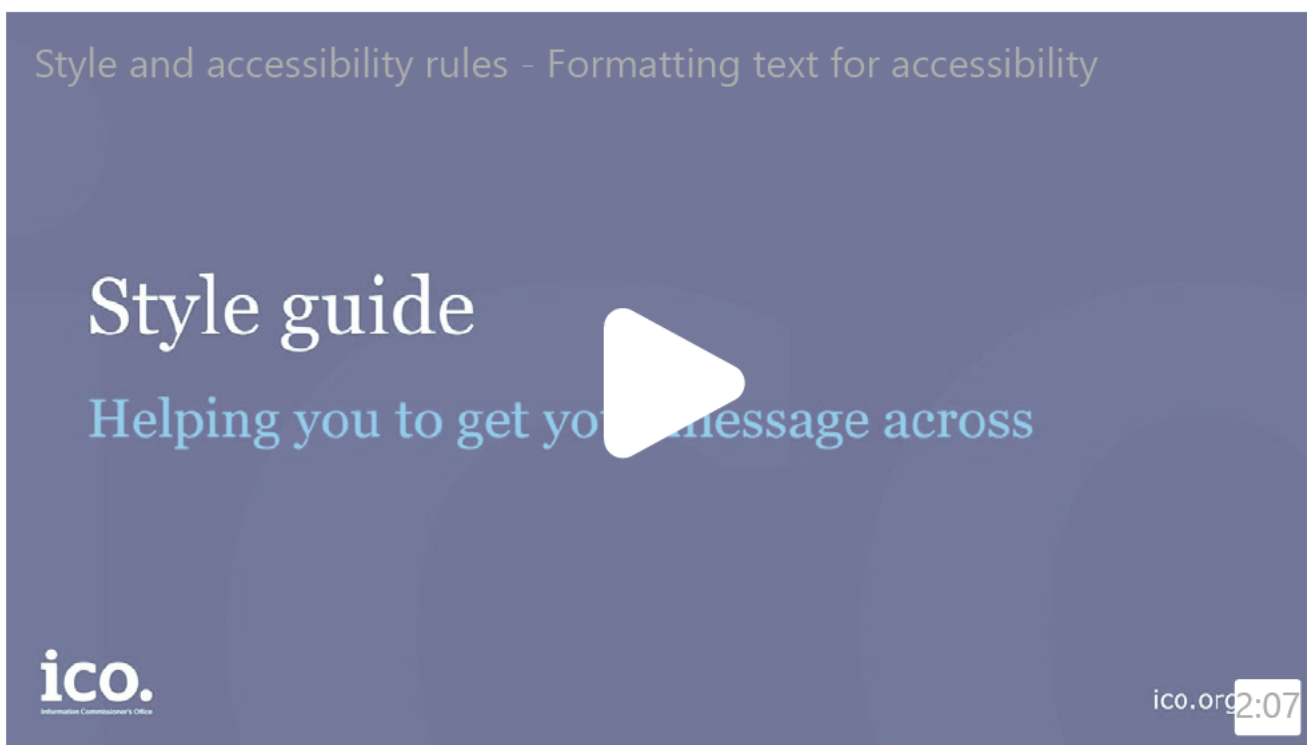 Style and accessibility rules - Formatting text for accessibility
Style guide
Helping you to get message across
ico.
Information Commissioner's Office
ico.org
2:07